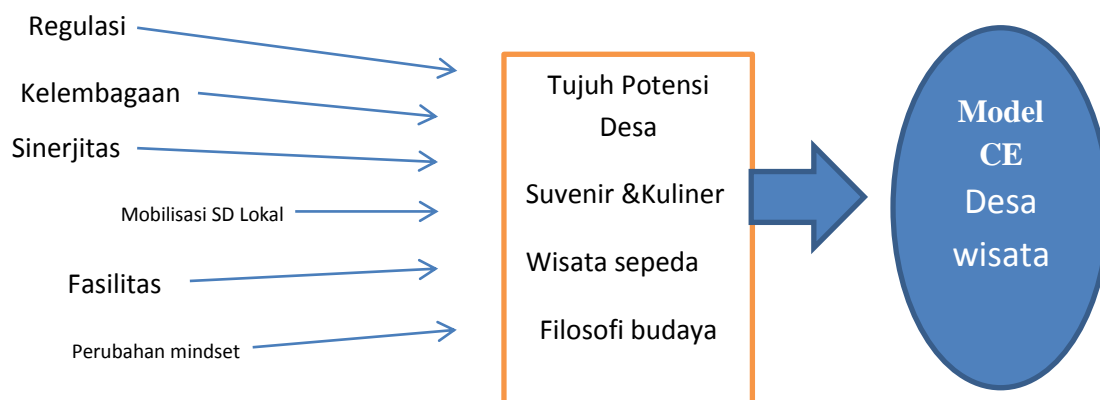 Regulasi
Kelembagaan
Sinerjitas
Mobilisasi SD Lokal
Fasilitas
Perubahan mindset
Tujuh Potensi
Desa
Suvenir &Kuliner
Wisata sepeda
Filosofi budaya
Model
CE
Desa
wisata